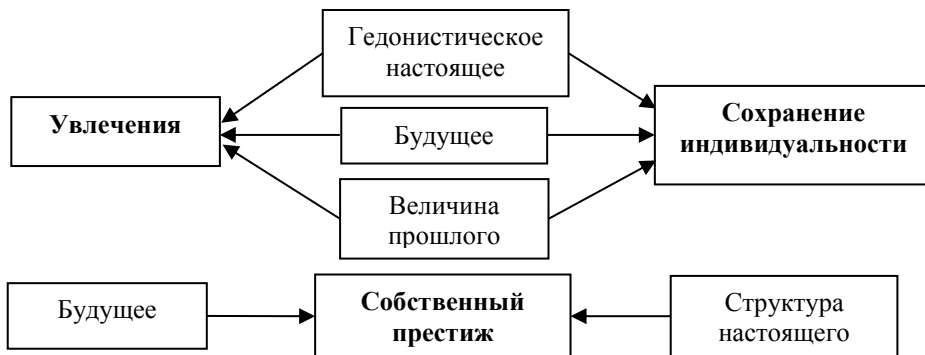 Гедонистическое
настоящее
Увлечения
Будущее
Сохранение
индивидуальности
Величина
прошлого
Будущее
Собственный
престиж
Структура
настоящего